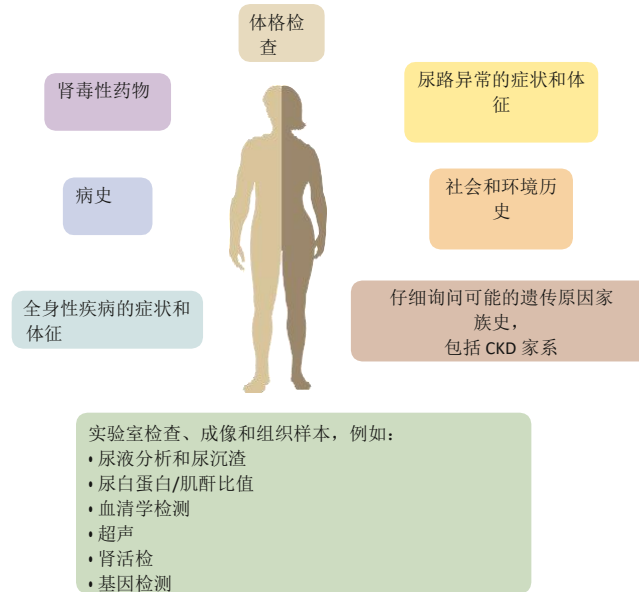 体格检
查
肾毒性药物
尿路异常的症状和体
征
病史
社会和环境历
史
全身性疾病的症状和
体征
仔细询问可能的遗传原因家
族史，
包括 CKD 家系
实验室检查、成像和组织样本，例如：
• 尿液分析和尿沉渣
• 尿白蛋白/肌酐比值
• 血清学检测
• 超声
• 肾活检
• 基因检测